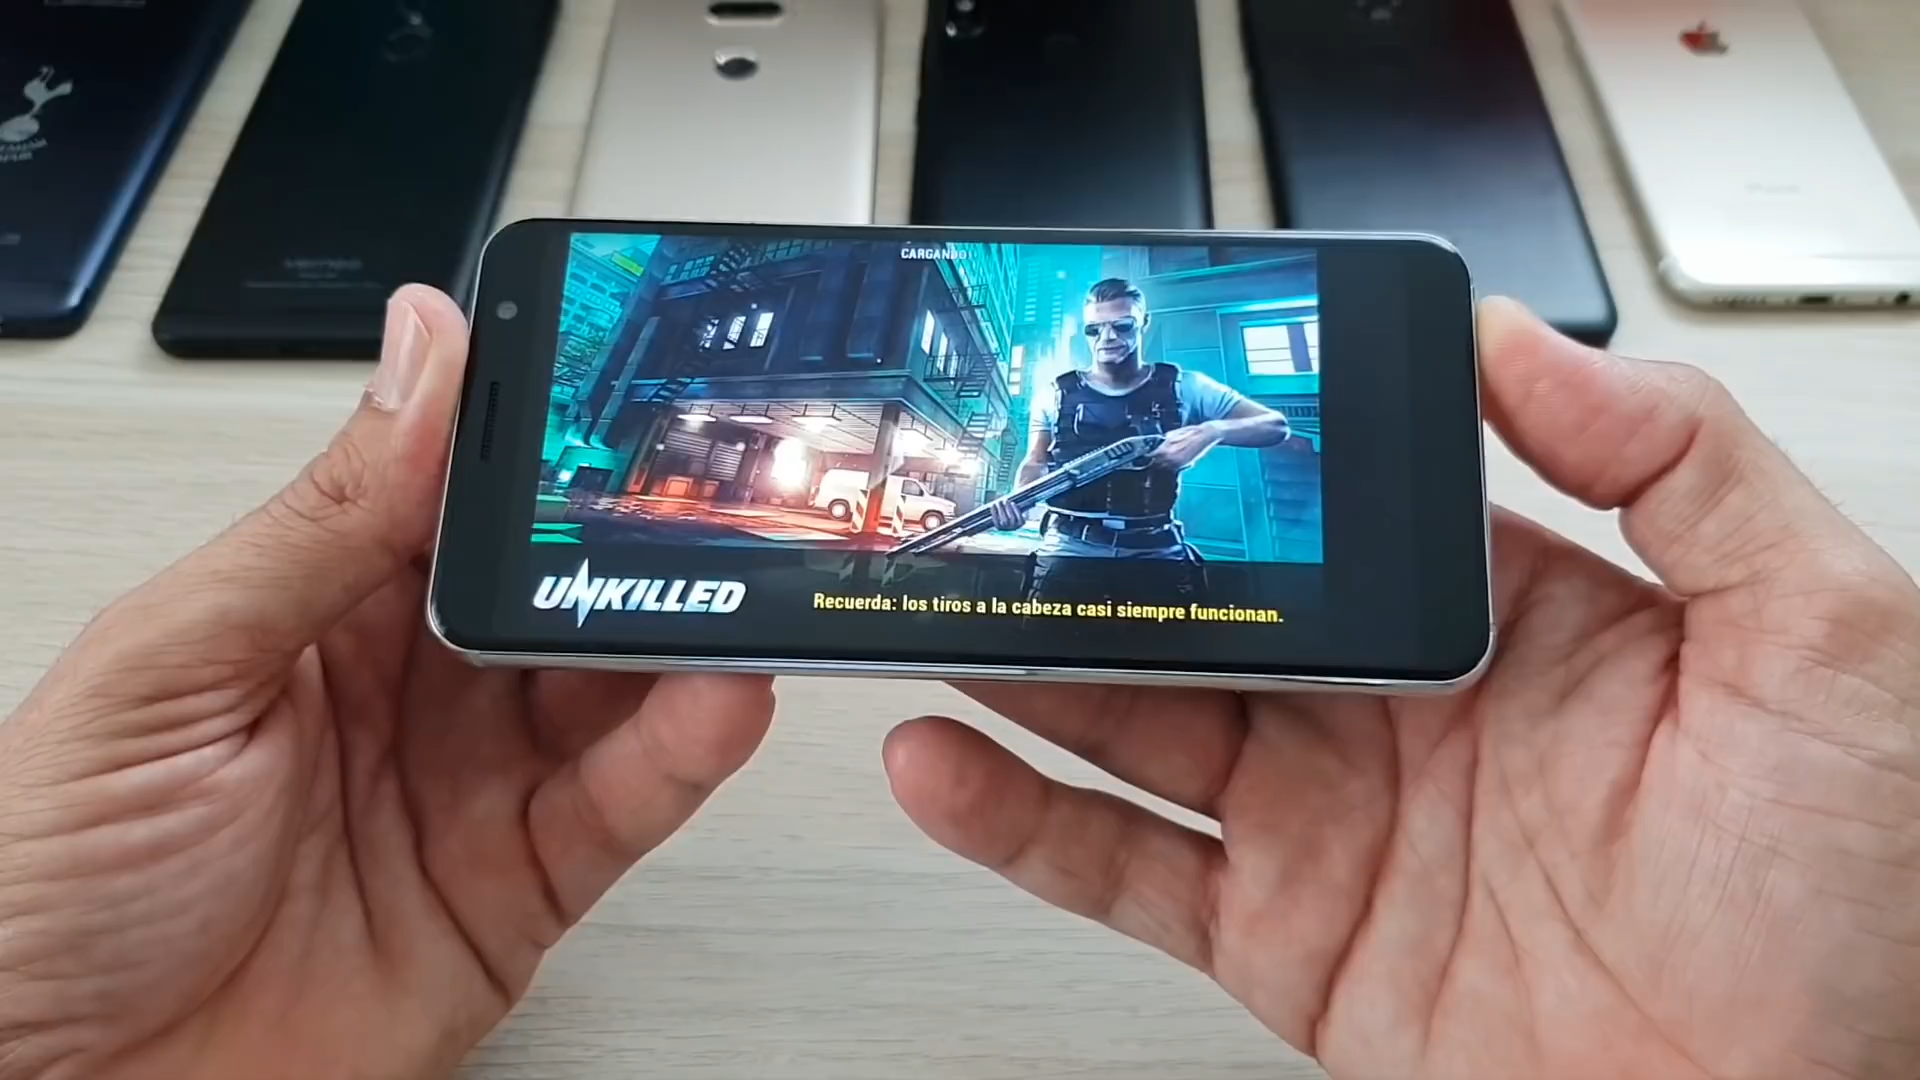 CARGANDO
UNKILLED
Recuerda: los tiros a la cabeza casi siempre funcionan.